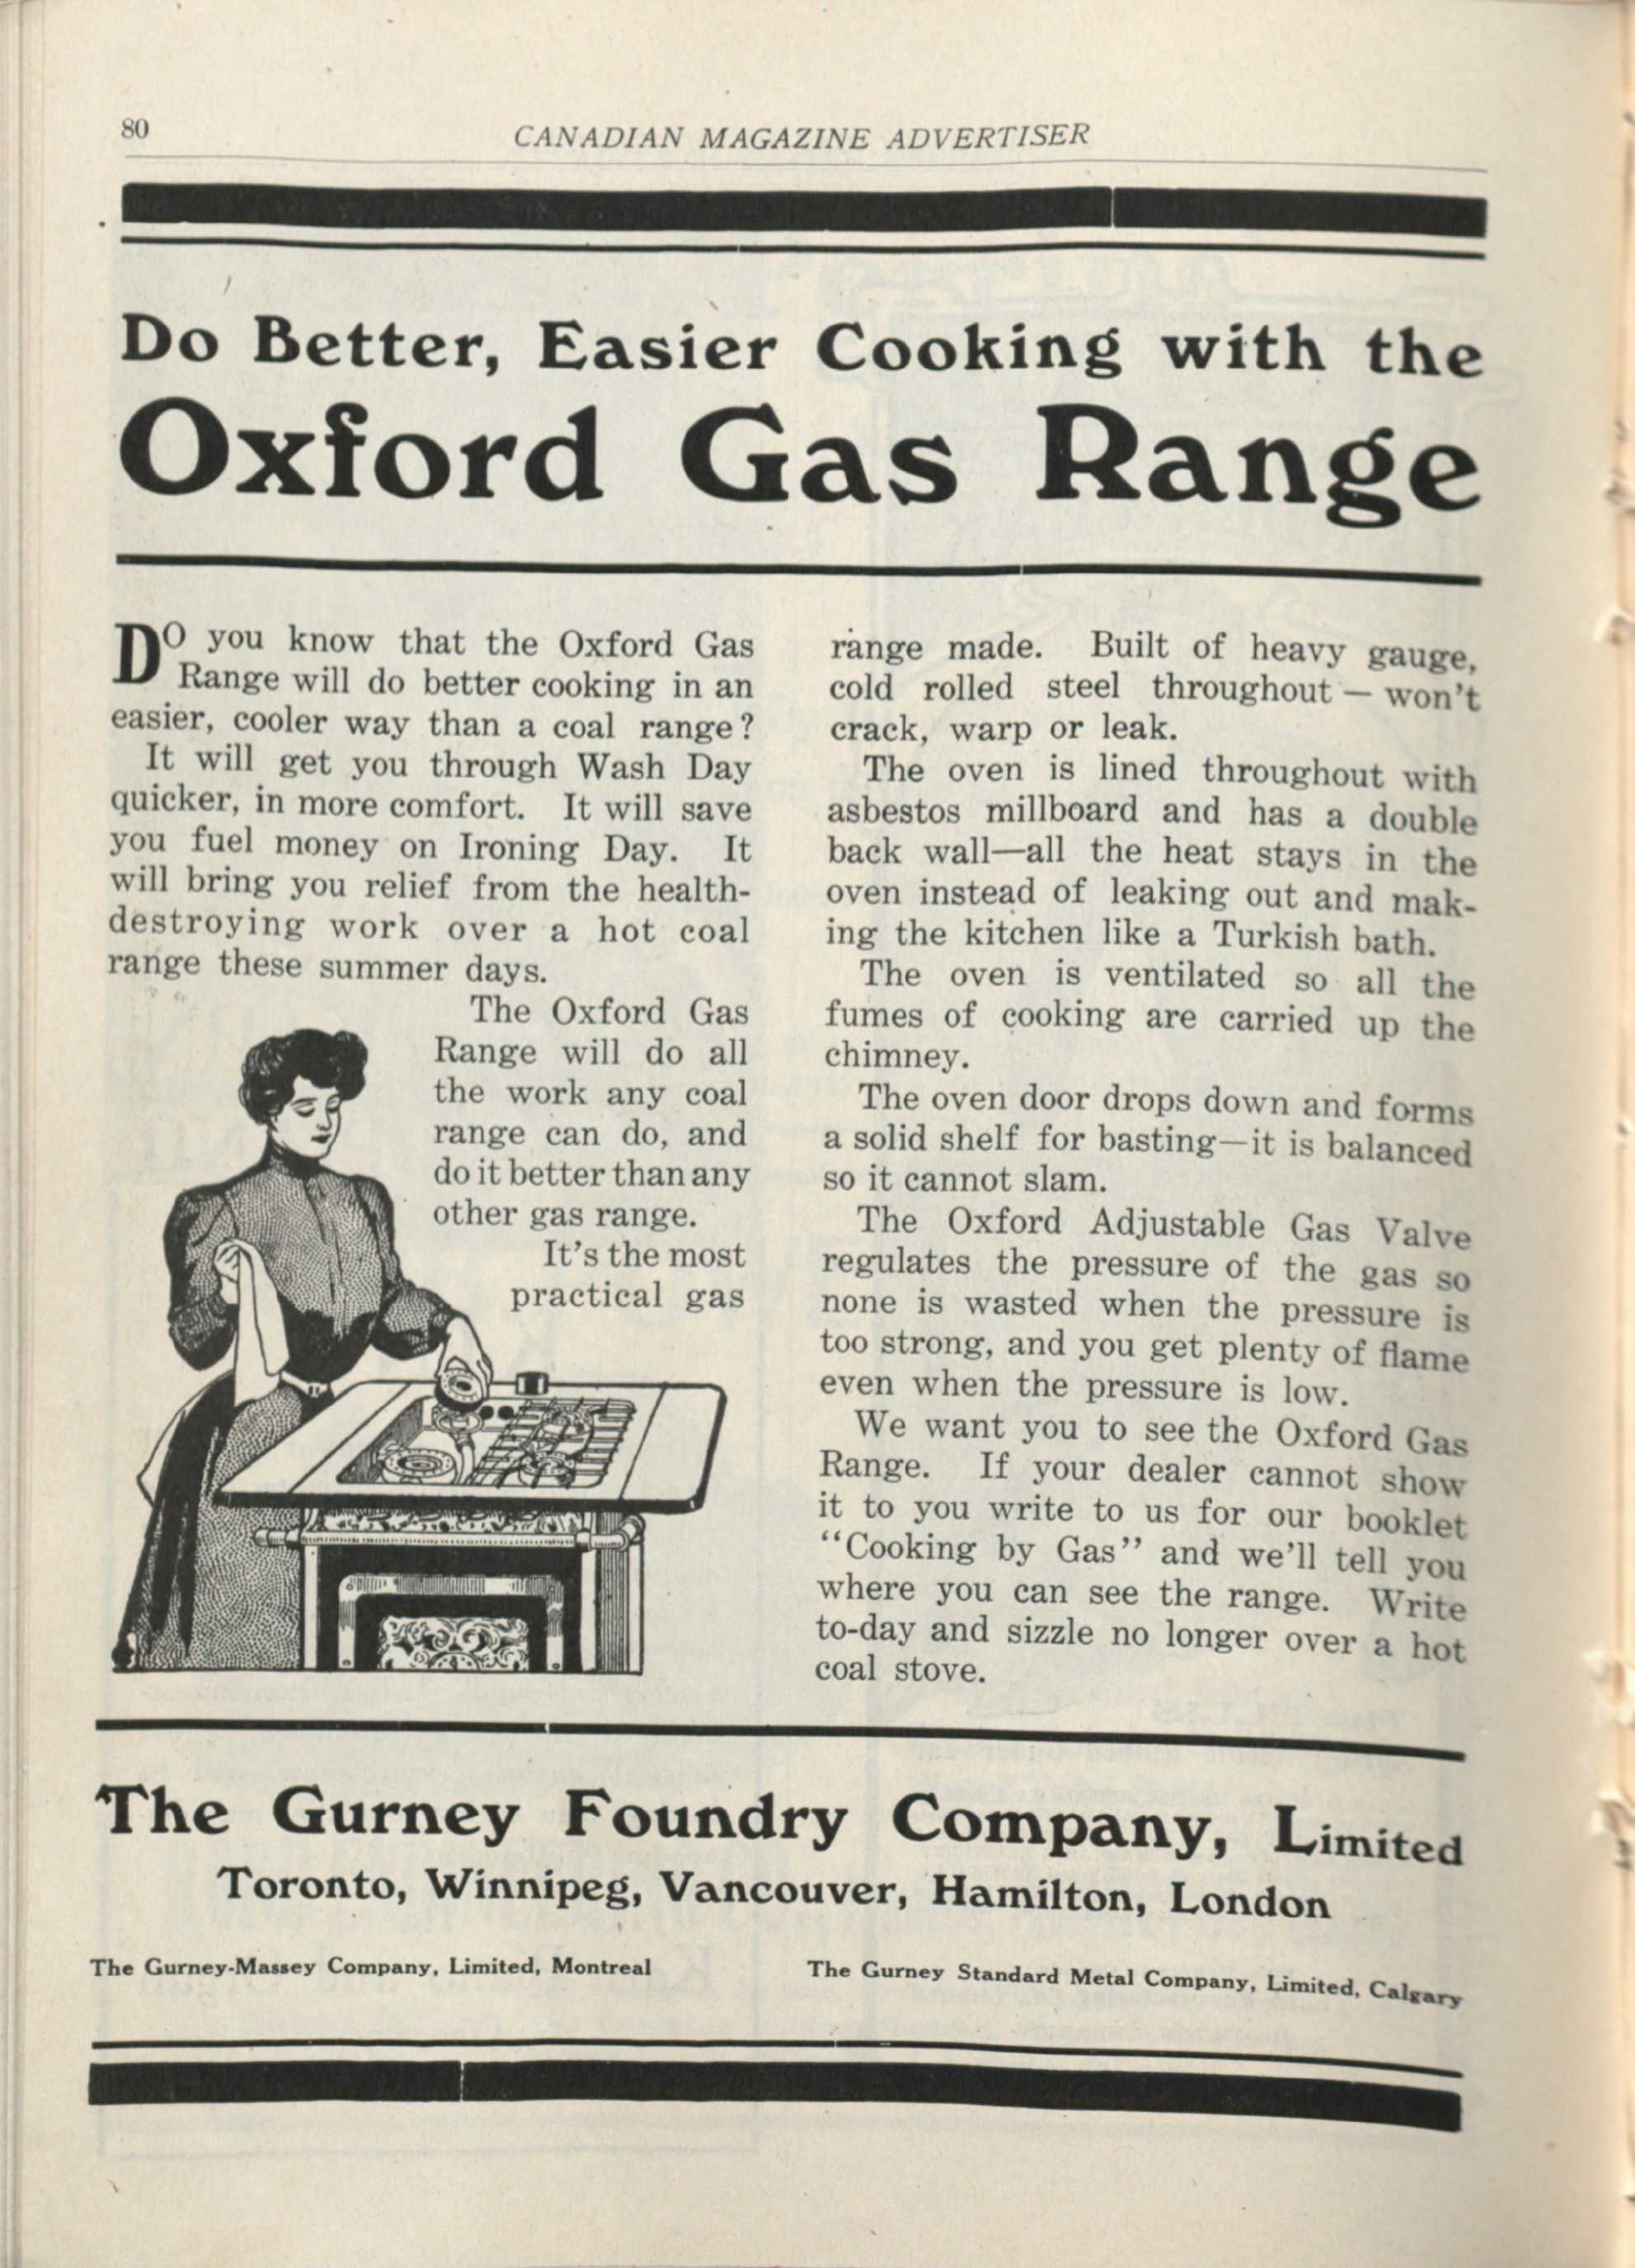 80
CANADIAN MAGAZINE ADVERTISER
Do Better, Easier Cooking with the
Oxford Gas Range
DO you know that the Oxford Gas
Range will do better cooking in an
easier, cooler way than a coal range?
It will get you through Wash Day
quicker, in more comfort. It will save
you fuel money on Ironing Day. It
will bring you relief from the health-
destroying work over a hot coal
range these summer days.
The Oxford Gas
Range will do all
the work any coal
range can do, and
do it better than any
other gas range.
It's the most
practical gas
range made. Built of heavy gauge,
cold rolled steel throughout — won't
crack, warp or leak.
The oven is lined throughout with
asbestos millboard and has a double
back wall—all the heat stays in the
oven instead of leaking out and mak-
ing the kitchen like a Turkish bath.
The oven is ventilated so all the
fumes of cooking are carried up the
chimney.
The oven door drops down and forms
a solid shelf for basting—it is balanced
so it cannot slam.
The Oxford Adjustable Gas Valve
regulates the pressure of the gas so
none is wasted when the pressure is
too strong, and you get plenty of flame
even when the pressure is low.
We want you to see the Oxford Gas
Range. If your dealer cannot show
it to you write to us for our booklet
“Cooking by Gas” and we'll tell you
where you can see the range. Write
to-day and sizzle no longer over a hot
coal stove.
The Gurney Foundry Company, Limited
Toronto, Winnipeg, Vancouver, Hamilton, London
The Gurney-Massey Company, Limited, Montreal
The Gurney Standard Metal Company, Limited, Calgary